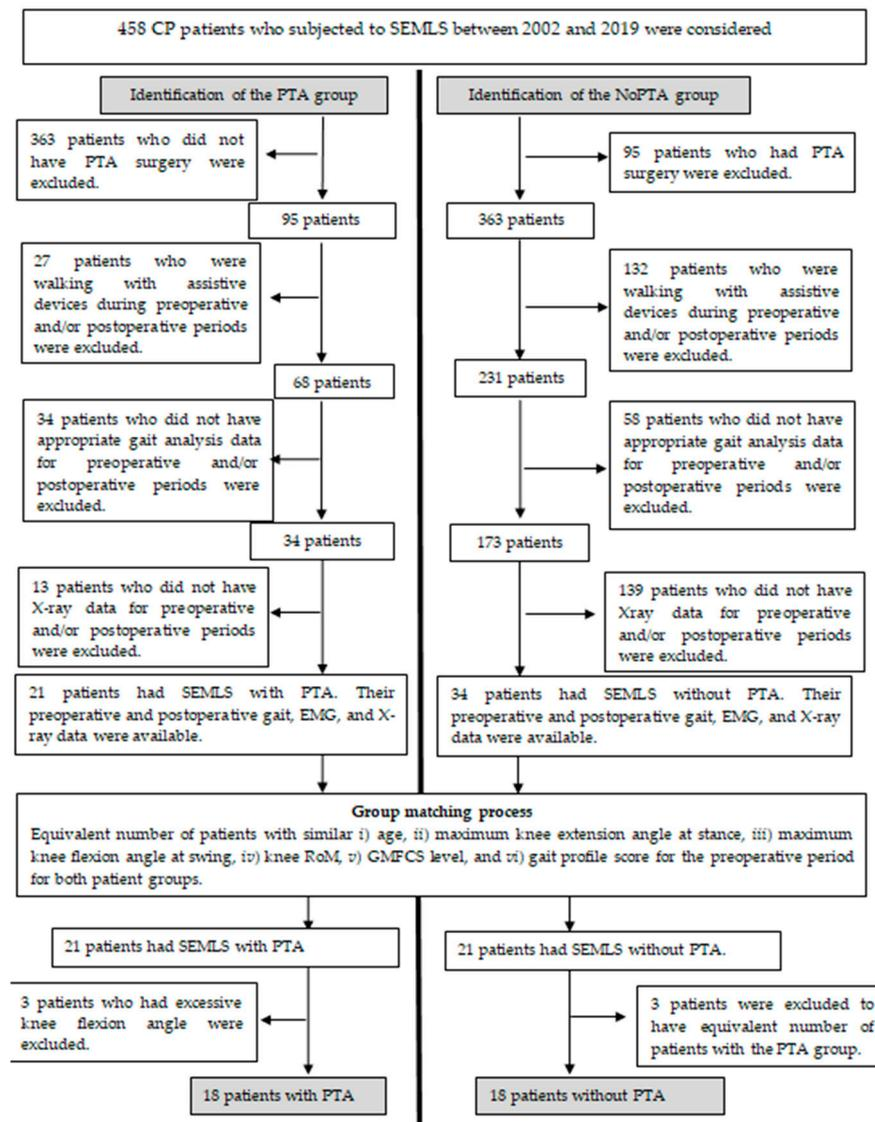 458 CP patients who subjected to SEMLS between 2002 and 2019 were considered
Identification of the PTA group
363 patients who did not
have PTA surgery were
excluded.
95 patients
27 patients who were
walking with assistive
devices during preoperative
and/or postoperative periods
were excluded.
68 patients
34 patients who did not have
appropriate gait analysis data
for preoperative and/or
postoperative periods were
excluded.
34 patients
13 patients who did not have
X-ray data for preoperative
and/or postoperative periods
were excluded.
21 patients had SEMLS with PTA. Their
preoperative and postoperative gait, EMG, and X-
ray data were available.
Identification of the NoPTA group
95 patients who had PTA
surgery were excluded.
363 patients
132 patients who were
walking with assistive
devices during preoperative
and/or postoperative periods
were excluded.
231 patients
58 patients who did not have
appropriate gait analysis data
for preoperative and/or
postoperative periods were
excluded.
173 patients
139 patients who did not have
Xray data for preoperative
and/or postoperative periods
were excluded.
34 patients had SEMLS without PTA. Their
preoperative and postoperative gait, EMG, and X-ray
data were available.
Group matching process
Equivalent number of patients with similar i) age, ii) maximum knee extension angle at stance, iii) maximum
knee flexion angle at swing, iv) knee RoM, v) GMFCS level, and vi) gait profile score for the preoperative period
for both patient groups.
21 patients had SEMLS with PTA
3 patients who had excessive
knee flexion angle were
excluded.
18 patients with PTA
21 patients had SEMLS without PTA.
3 patients were excluded to
have equivalent number of
patients with the PTA group.
18 patients without PTA